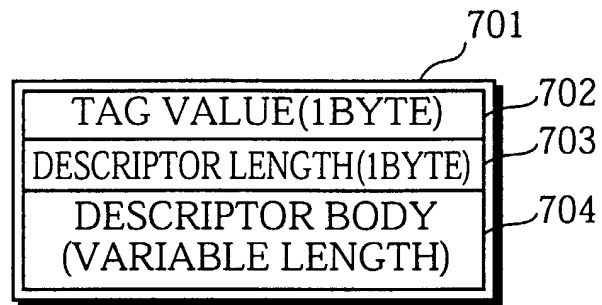 701
TAG VALUE(1BYTE)
702
DESCRIPTOR LENGTH(1BYTE)
703
DESCRIPTOR BODY
(VARIABLE LENGTH)
704